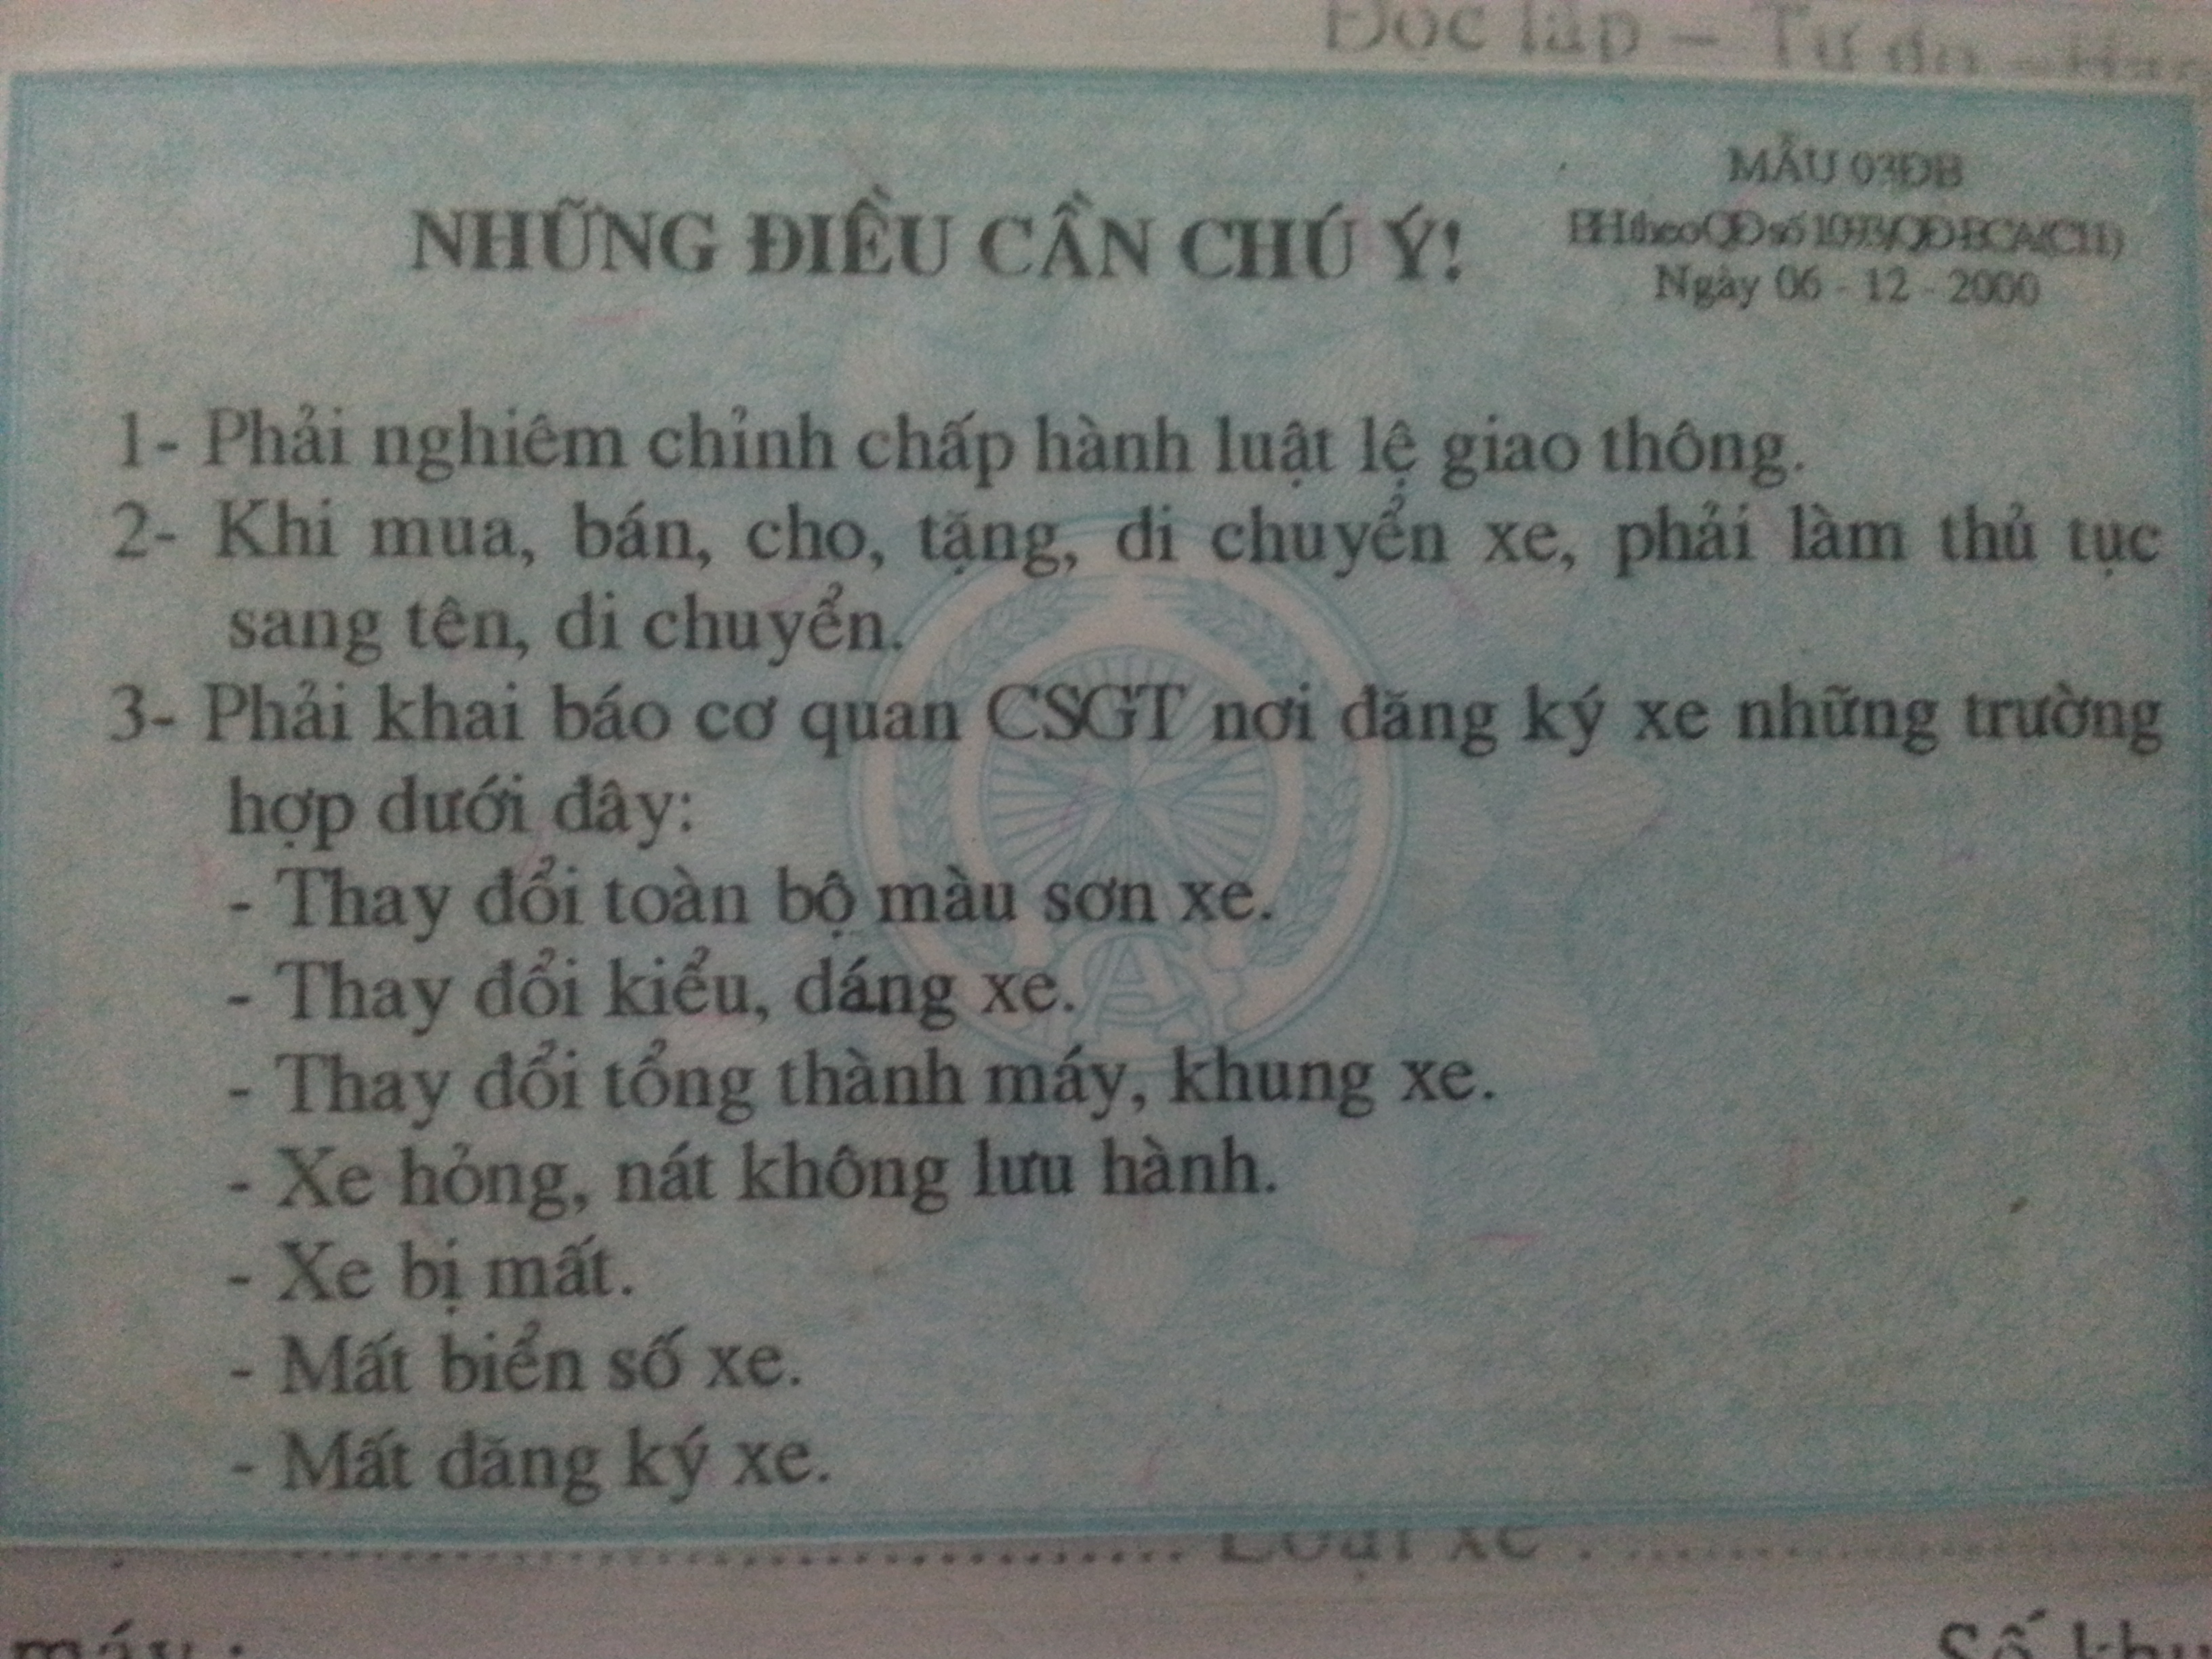 Độc lập – Tự do –
MẪU 03ĐB
NHỮNG ĐIỀU CẦN CHÚ Ý!
BH theo QĐ số 1093/QĐ-BCA(C11)
Ngày 06 - 12 - 2000
1- Phải nghiêm chỉnh chấp hành luật lệ giao thông.
2- Khi mua, bán, cho, tặng, di chuyển xe, phải làm thủ tục
sang tên, di chuyển.
3- Phải khai báo cơ quan CSGT nơi đăng ký xe những trường
hợp dưới đây:
- Thay đổi toàn bộ màu sơn xe.
- Thay đổi kiểu, dáng xe.
- Thay đổi tổng thành máy, khung xe.
- Xe hỏng, nát không lưu hành.
- Xe bị mất.
- Mất biển số xe.
- Mất đăng ký xe.
Loại xe :
máy :
Số